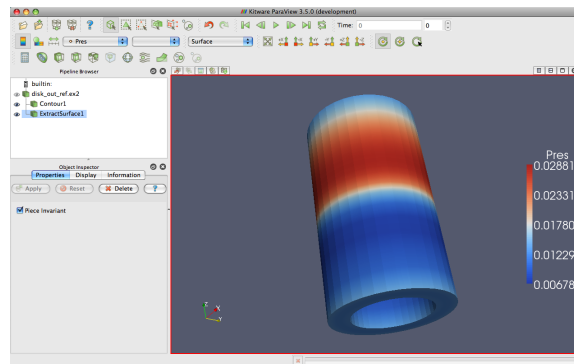 Kitware ParaView 3.5.0 (development)
Time: 0
0
Pres
Surface
Pipeline Browser
builtin:
disk_out_ref.ex2
Contour1
ExtractSurface1
Object Inspector
Properties Display Information
Apply Reset Delete ?
Piece Invariant
Pres
0.02881
0.02331
0.01780
0.01229
0.00678
Z X Y